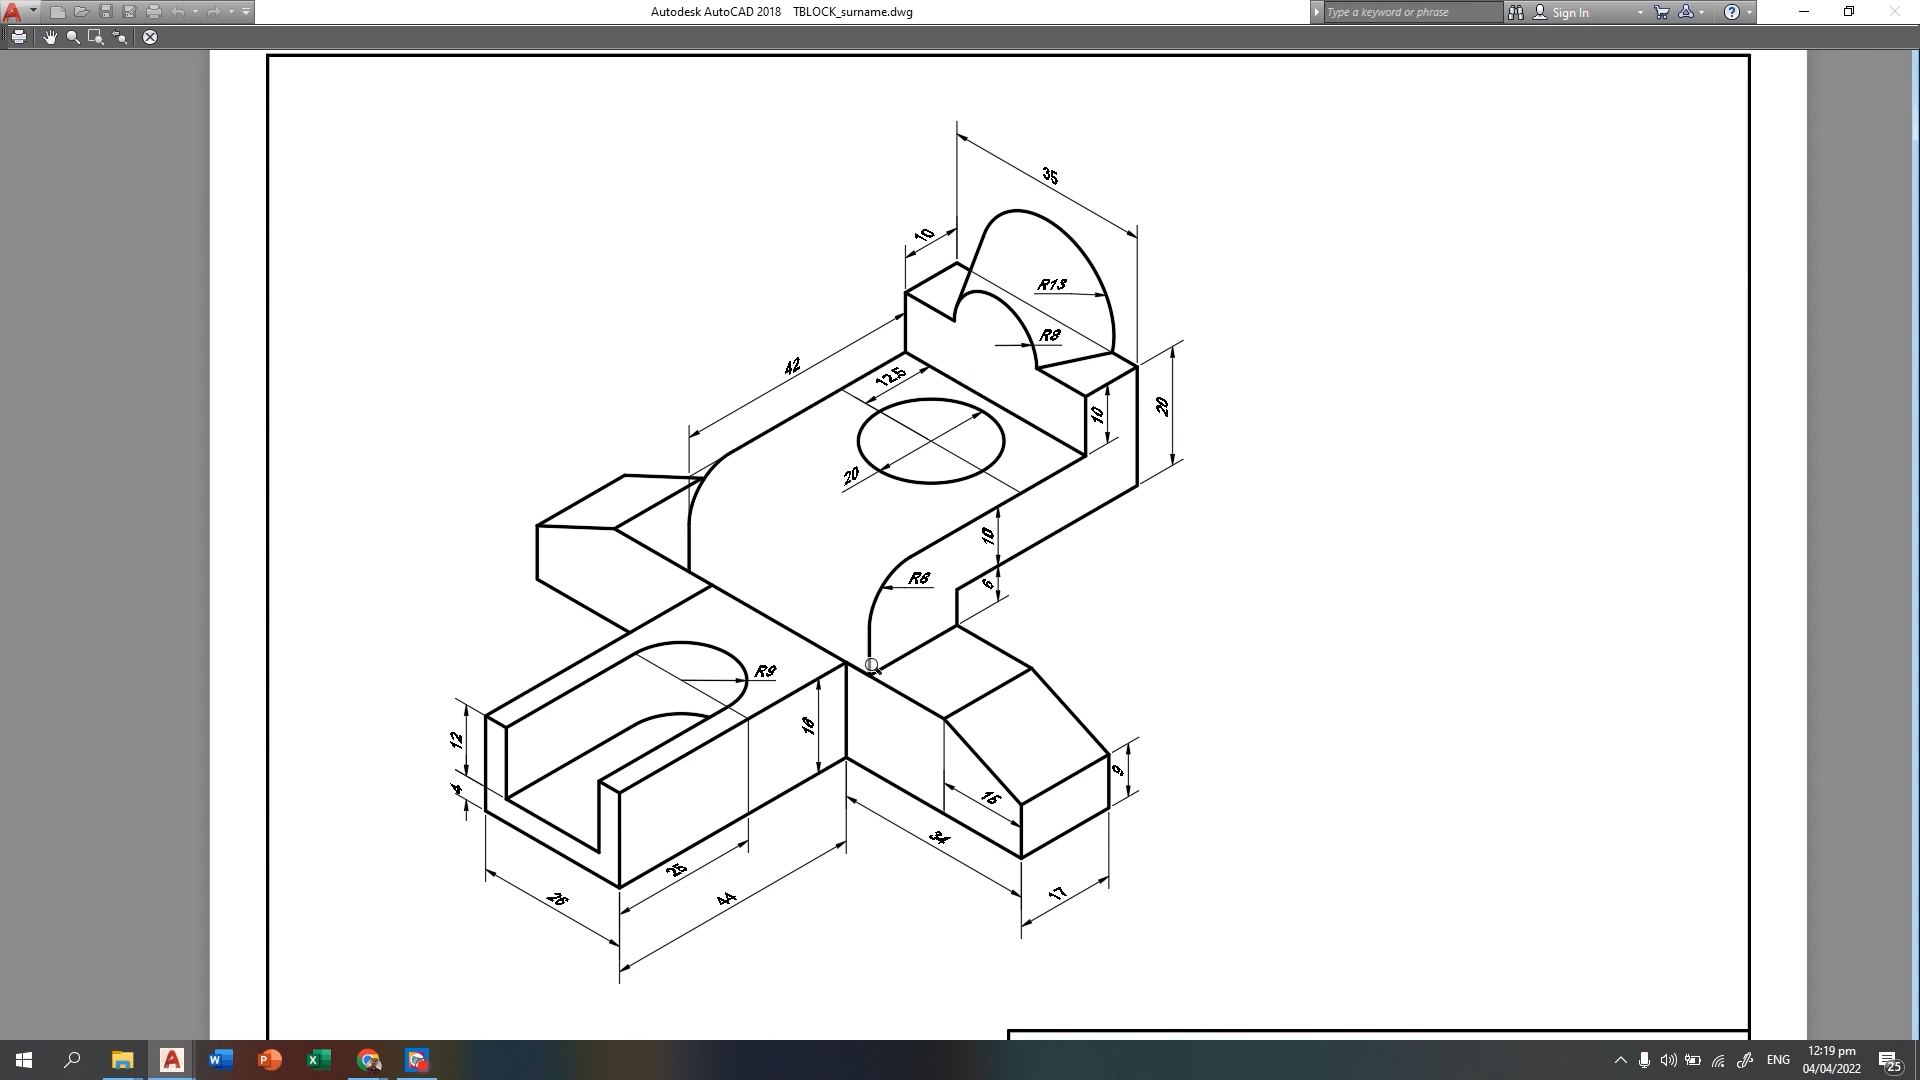 Autodesk AutoCAD 2018 TBLOCK_surname.dwg
Type a keyword or phrase
Sign In
35
10
R13
R9
42
12.5
10
20
20
10
R8
6
R9
16
12
9
4
15
34
25
17
26
44
ENG
12:19 pm
04/04/2022
25